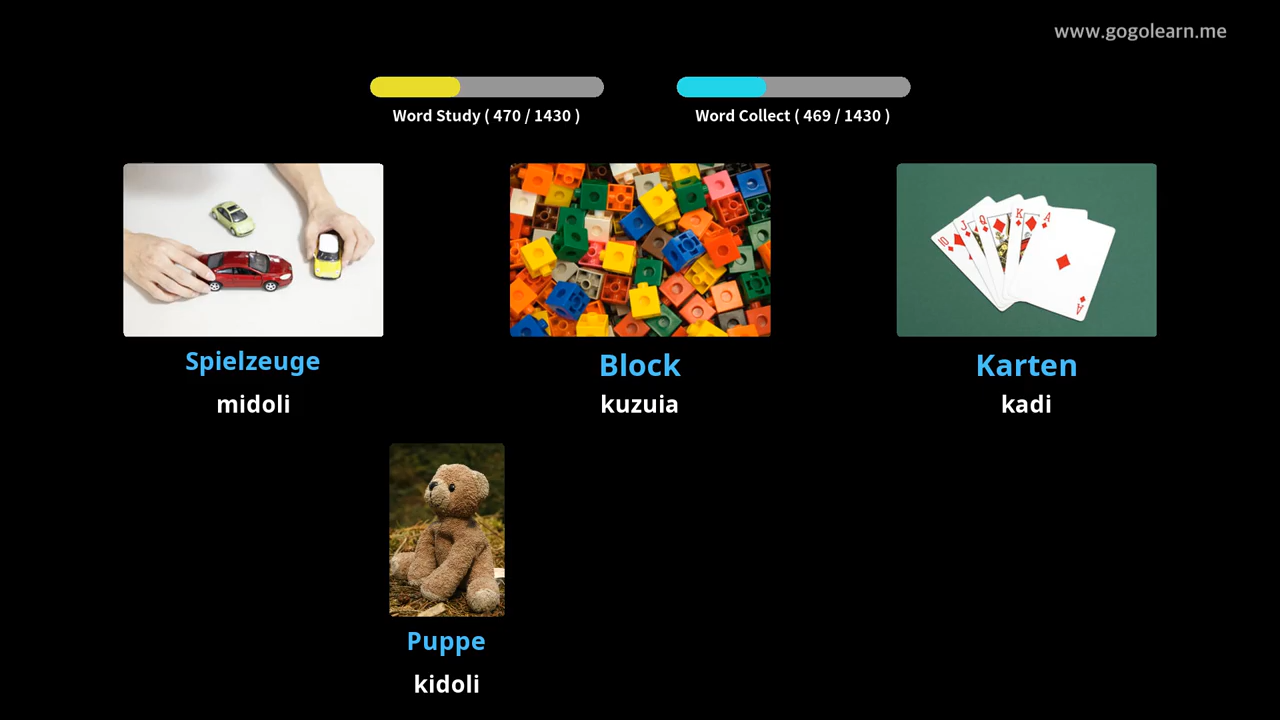 www.gogolearn.me
Word Study ( 470 / 1430 )
Word Collect ( 469 / 1430 )
Spielzeuge
midoli
Block
kuzuia
Karten
kadi
Puppe
kidoli